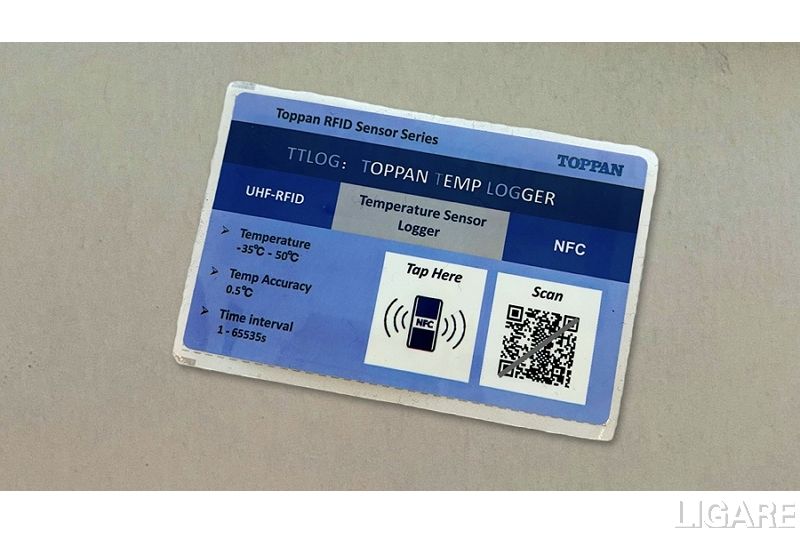 Toppan RFID Sensor Series
TOPPAN
TTLOG: TOPPAN TEMP LOGGER
UHF-RFID
Temperature Sensor
Logger
NFC
➢ Temperature
-35℃ - 50℃
➢ Temp Accuracy
0.5℃
➢ Time interval
1 - 65535s
Tap Here
NFC
Scan
LIGARE